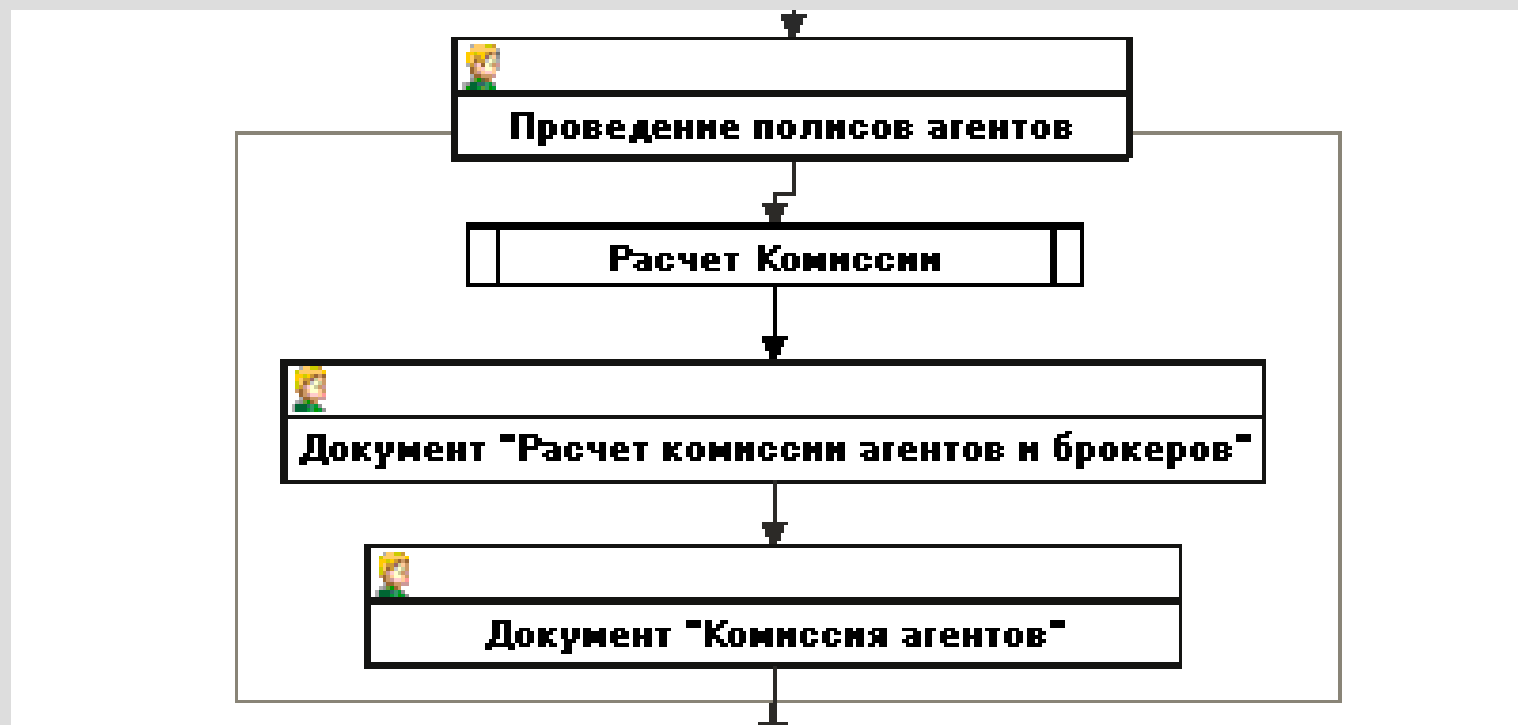 Проведение полисов агентов
Расчет Комиссии
Документ "Расчет комиссии агентов и брокеров"
Документ "Комиссия агентов"